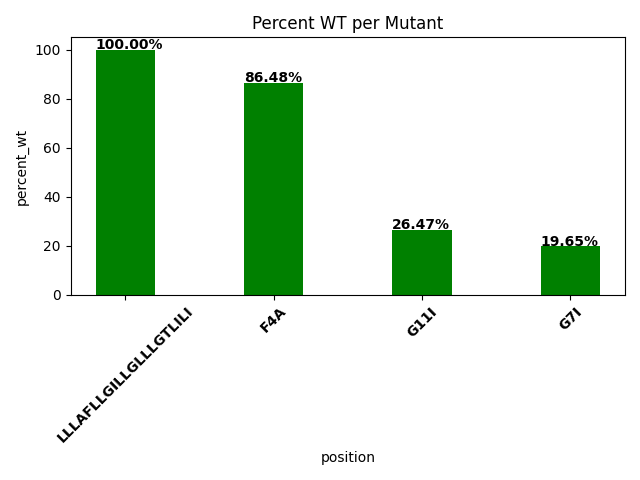 Percent WT per Mutant
percent_wt
100
80
60
40
20
0
100.00%
86.48%
26.47%
19.65%
LLLAFLLGILLGLLLGTLILI
F4A
G11I
G7I
position